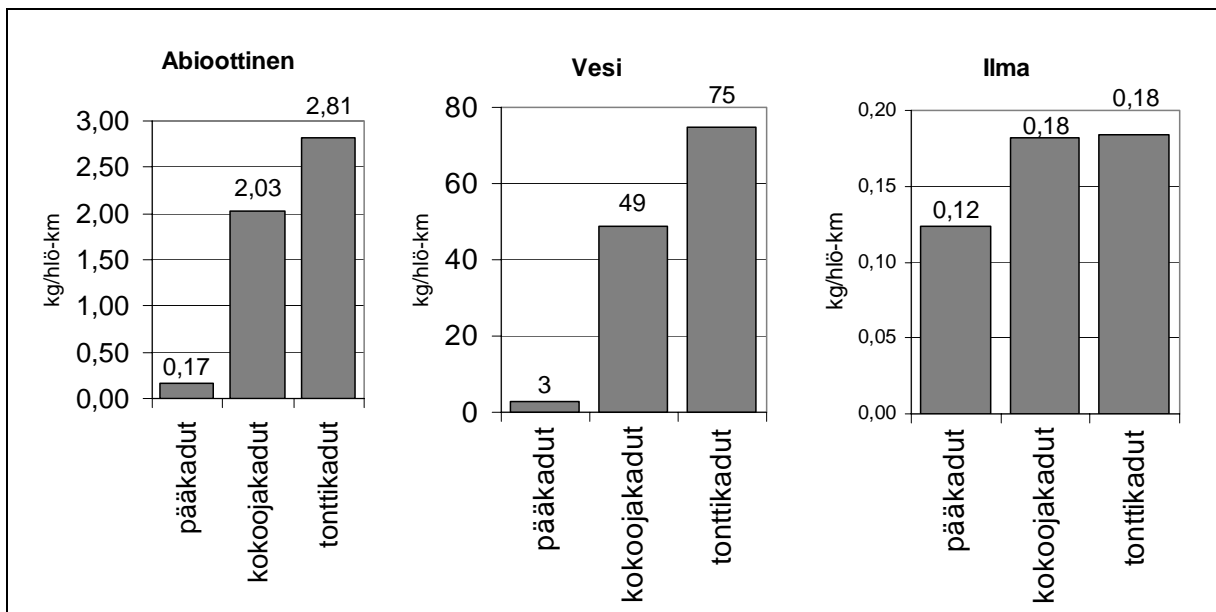 Abioottinen
2,81
3,00
2,50
2,03
2,00
1,50
1,00
0,50
0,17
0,00
kg/hlö-km
pääkadut
kokoojakadut
tonttikadut
Vesi
75
80
60
49
40
20
3
0
kg/hlö-km
pääkadut
kokoojakadut
tonttikadut
Ilma
0,18
0,20
0,18
0,15
0,12
0,10
0,05
0,00
kg/hlö-km
pääkadut
kokoojakadut
tonttikadut